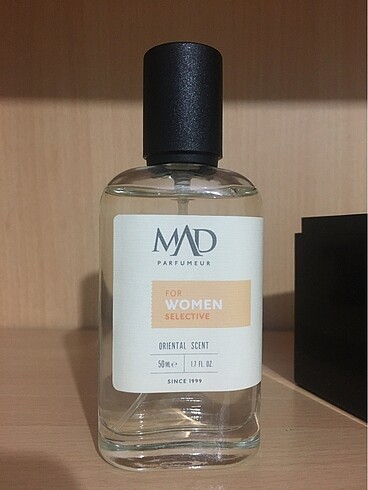 MAD
PARFUMEUR
FOR
WOMEN
SELECTIVE
ORIENTAL SCENT
50 ML ℮ 1.7 FL. OZ.
SINCE 1999